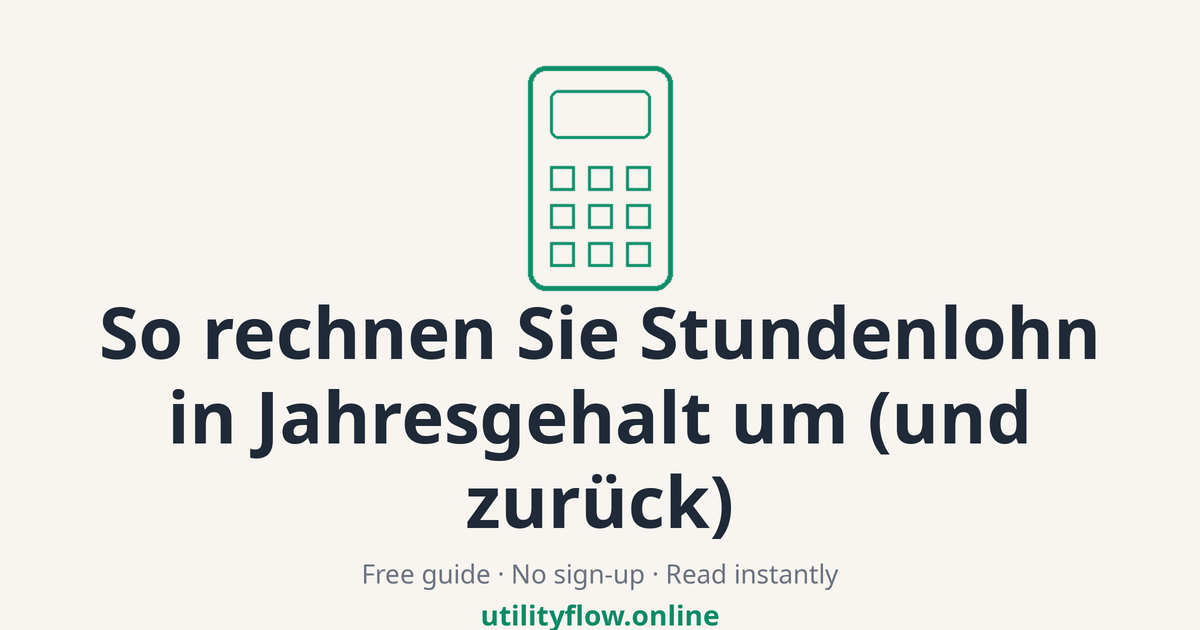 So rechnen Sie Stundenlohn
in Jahresgehalt um (und
zurück)
Free guide · No sign-up · Read instantly
utilityflow.online